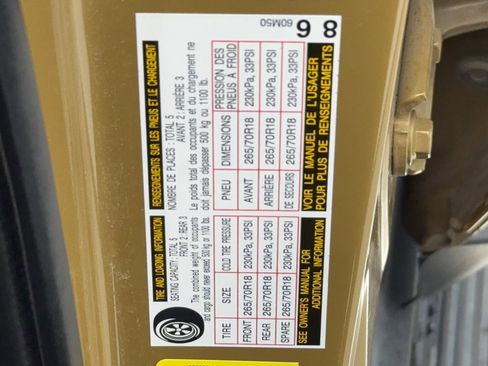 TIRE AND LOADING INFORMATION
SEATING CAPACITY: TOTAL 5
FRONT 2: REAR 3
The combined weight of occupants
and cargo should never exceed 500 kg or 1100 lbs.
TIRE SIZE COLD TIRE PRESSURE
FRONT 265/70R18 230kPa, 33PSI
REAR 265/70R18 230kPa, 33PSI
SPARE 265/70R18 230kPa, 33PSI
SEE OWNER'S MANUAL FOR
ADDITIONAL INFORMATION
RENSEIGNEMENTS SUR LES PNEUS ET LE CHARGEMENT
NOMBRE DE PLACES : TOTAL 5
AVANT 2: ARRIÈRE 3
Le poids total des occupants et du chargement ne
doit jamais dépasser 500 kg ou 1100 lb.
PNEU DIMENSIONS PRESSION DES
PNEUS À FROID
AVANT 265/70R18 230kPa, 33PSI
ARRIÈRE 265/70R18 230kPa, 33PSI
DE SECOURS 265/70R18 230kPa, 33PSI
VOIR LE MANUEL DE L'USAGER
POUR PLUS DE RENSEIGNEMENTS
60M50
8 6